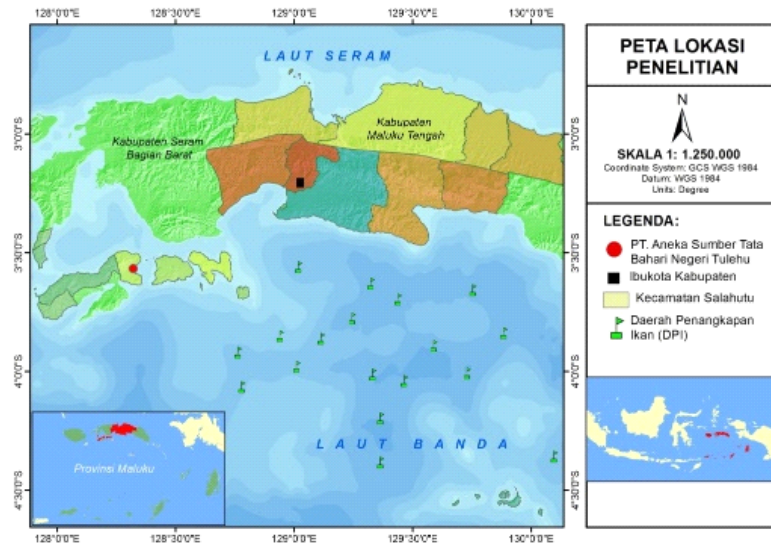 128°0'0"E 128°30'0"E 129°0'0"E 129°30'0"E 130°0'0"E
LAUT SERAM
Kabupaten Seram
Bagian Barat
Kabupaten
Maluku Tengah
3°0'0"S
3°30'0"S
4°0'0"S
4°30'0"S
3°0'0"S
3°30'0"S
4°0'0"S
4°30'0"S
LAUT BANDA
Provinsi Maluku
128°0'0"E 128°30'0"E 129°0'0"E 129°30'0"E 130°0'0"E
PETA LOKASI
PENELITIAN
N
SKALA 1: 1.250.000
Coordinate System: GCS WGS 1984
Datum: WGS 1984
Units: Degree
LEGENDA:
PT. Aneka Sumber Tata
Bahari Negeri Tulehu
Ibukota Kabupaten
Kecamatan Salahutu
Daerah Penangkapan
Ikan (DPI)